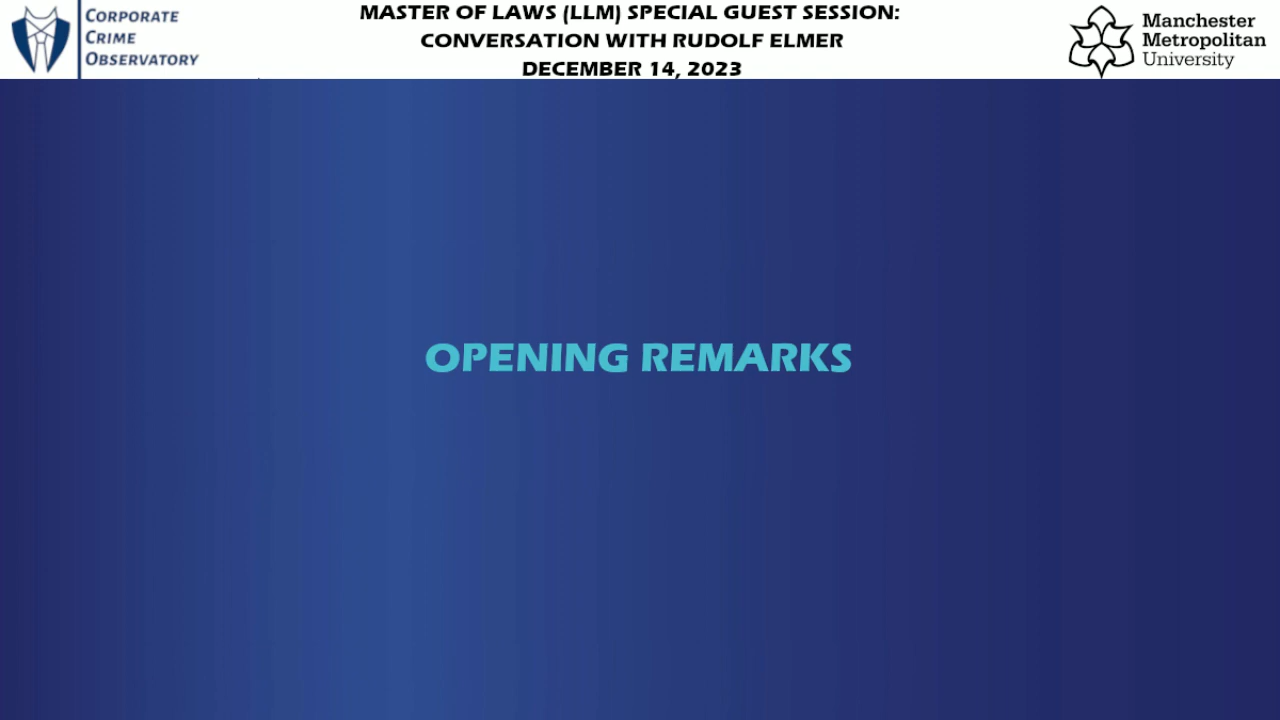 CORPORATE
CRIME
OBSERVATORY
MASTER OF LAWS (LLM) SPECIAL GUEST SESSION:
CONVERSATION WITH RUDOLF ELMER
DECEMBER 14, 2023
Manchester
Metropolitan
University
OPENING REMARKS